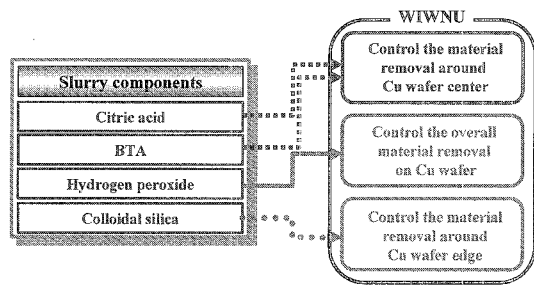 WIWNU
Slurry components
Citric acid
BTA
Hydrogen peroxide
Colloidal silica
Control the material
removal around
Cu wafer center
Control the overall
material removal
on Cu wafer
Control the material
removal around
Cu wafer edge